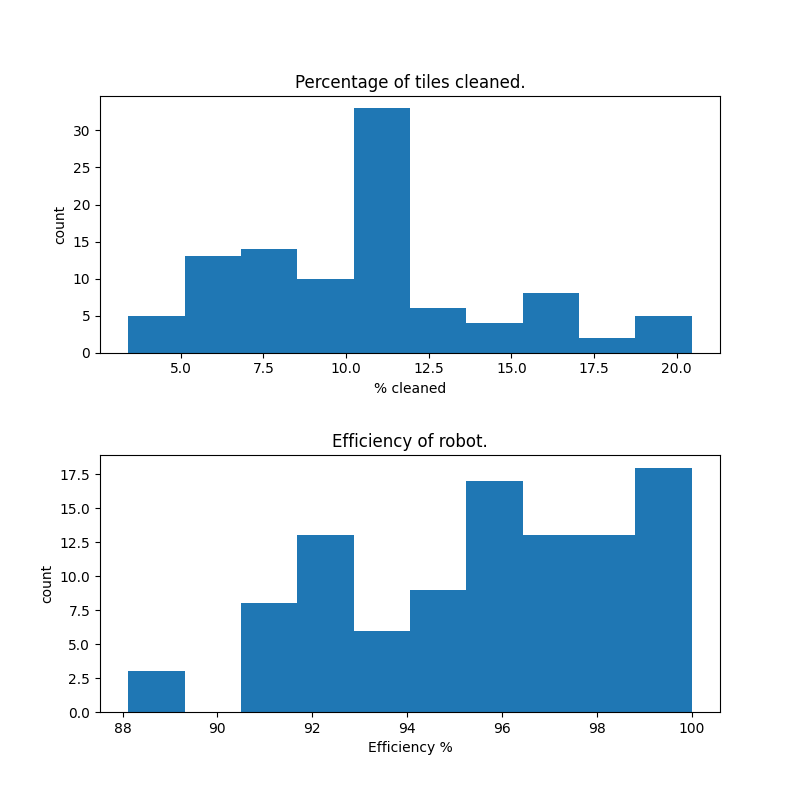 Percentage of tiles cleaned.
30
25
20
15
10
5
0
count
5.0 7.5 10.0 12.5 15.0 17.5 20.0
% cleaned
Efficiency of robot.
17.5
15.0
12.5
10.0
7.5
5.0
2.5
0.0
count
88 90 92 94 96 98 100
Efficiency %